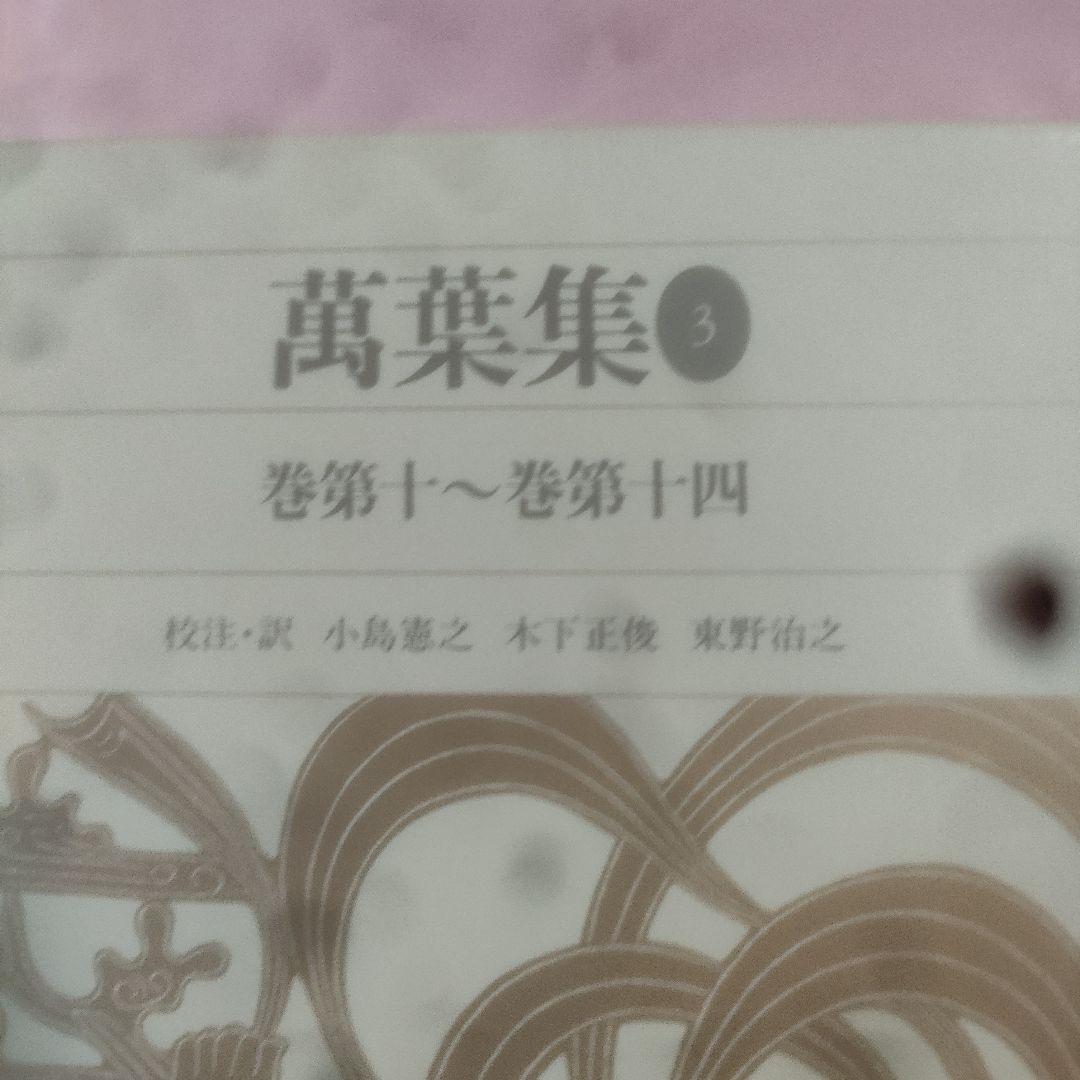 萬葉集 3
巻第十～巻第十四
校注・訳 小島憲之 木下正俊 東野治之